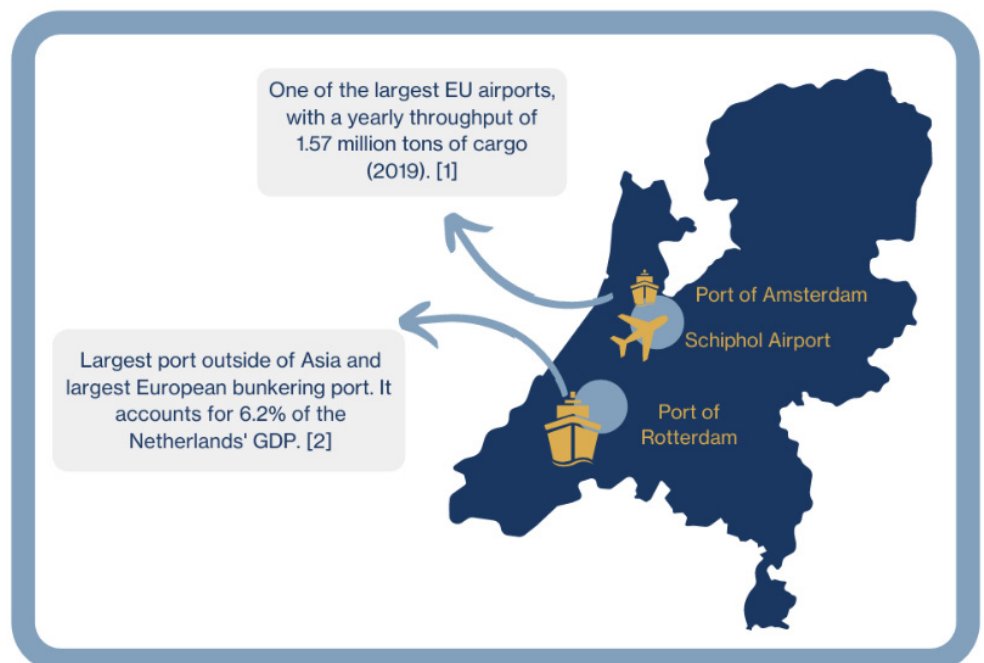 One of the largest EU airports,
with a yearly throughput of
1.57 million tons of cargo
(2019). [1]
Port of Amsterdam
Schiphol Airport
Largest port outside of Asia and
largest European bunkering port. It
accounts for 6.2% of the
Netherlands' GDP. [2]
Port of
Rotterdam